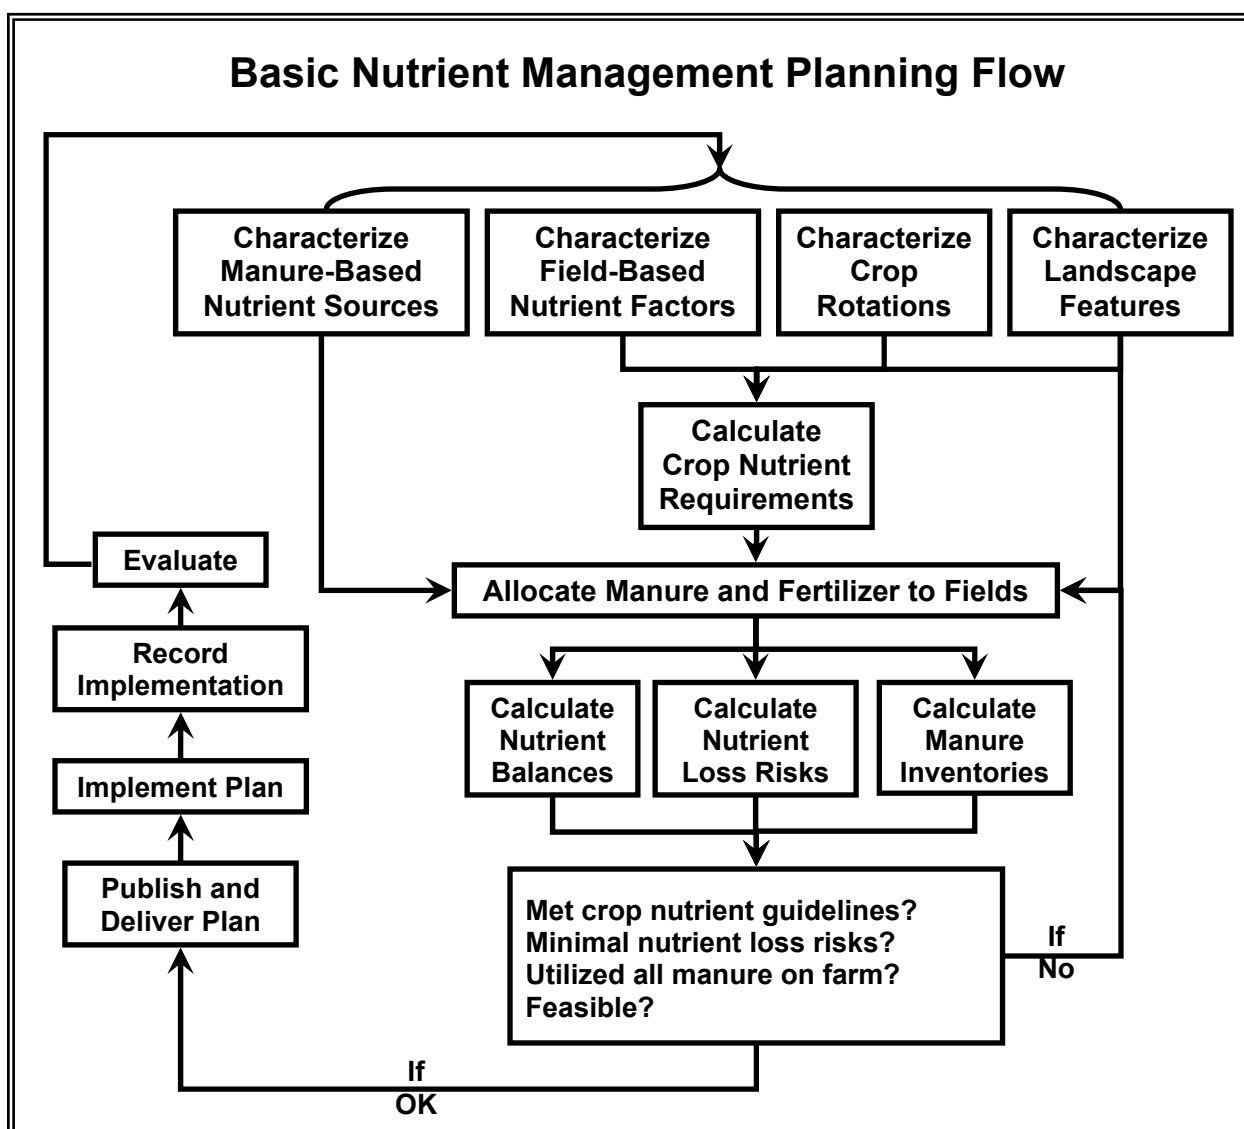 Basic Nutrient Management Planning Flow
Characterize
Manure-Based
Nutrient Sources
Characterize
Field-Based
Nutrient Factors
Characterize
Crop
Rotations
Characterize
Landscape
Features
Calculate
Crop Nutrient
Requirements
Allocate Manure and Fertilizer to Fields
Calculate
Nutrient
Balances
Calculate
Nutrient
Loss Risks
Calculate
Manure
Inventories
Met crop nutrient guidelines?
Minimal nutrient loss risks?
Utilized all manure on farm?
Feasible?
If
No
If
OK
Publish and
Deliver Plan
Implement Plan
Record
Implementation
Evaluate